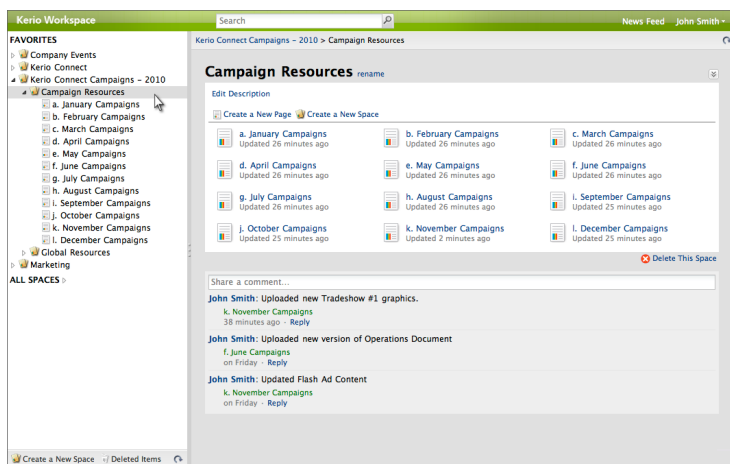 Kerio Workspace
Search
News Feed John Smith
FAVORITES
Company Events
Kerio Connect
Kerio Connect Campaigns - 2010
Campaign Resources
a. January Campaigns
b. February Campaigns
c. March Campaigns
d. April Campaigns
e. May Campaigns
f. June Campaigns
g. July Campaigns
h. August Campaigns
i. September Campaigns
j. October Campaigns
k. November Campaigns
l. December Campaigns
Global Resources
Marketing
ALL SPACES
Create a New Space Deleted Items
Kerio Connect Campaigns - 2010 > Campaign Resources
Campaign Resources rename
Edit Description
Create a New Page Create a New Space
a. January Campaigns
Updated 26 minutes ago
b. February Campaigns
Updated 26 minutes ago
c. March Campaigns
Updated 26 minutes ago
d. April Campaigns
Updated 26 minutes ago
e. May Campaigns
Updated 26 minutes ago
f. June Campaigns
Updated 26 minutes ago
g. July Campaigns
Updated 26 minutes ago
h. August Campaigns
Updated 26 minutes ago
i. September Campaigns
Updated 25 minutes ago
j. October Campaigns
Updated 25 minutes ago
k. November Campaigns
Updated 2 minutes ago
l. December Campaigns
Updated 25 minutes ago
Delete This Space
Share a comment...
John Smith: Uploaded new Tradeshow #1 graphics.
k. November Campaigns
38 minutes ago - Reply
John Smith: Uploaded new version of Operations Document
f. June Campaigns
on Friday - Reply
John Smith: Updated Flash Ad Content
k. November Campaigns
on Friday - Reply